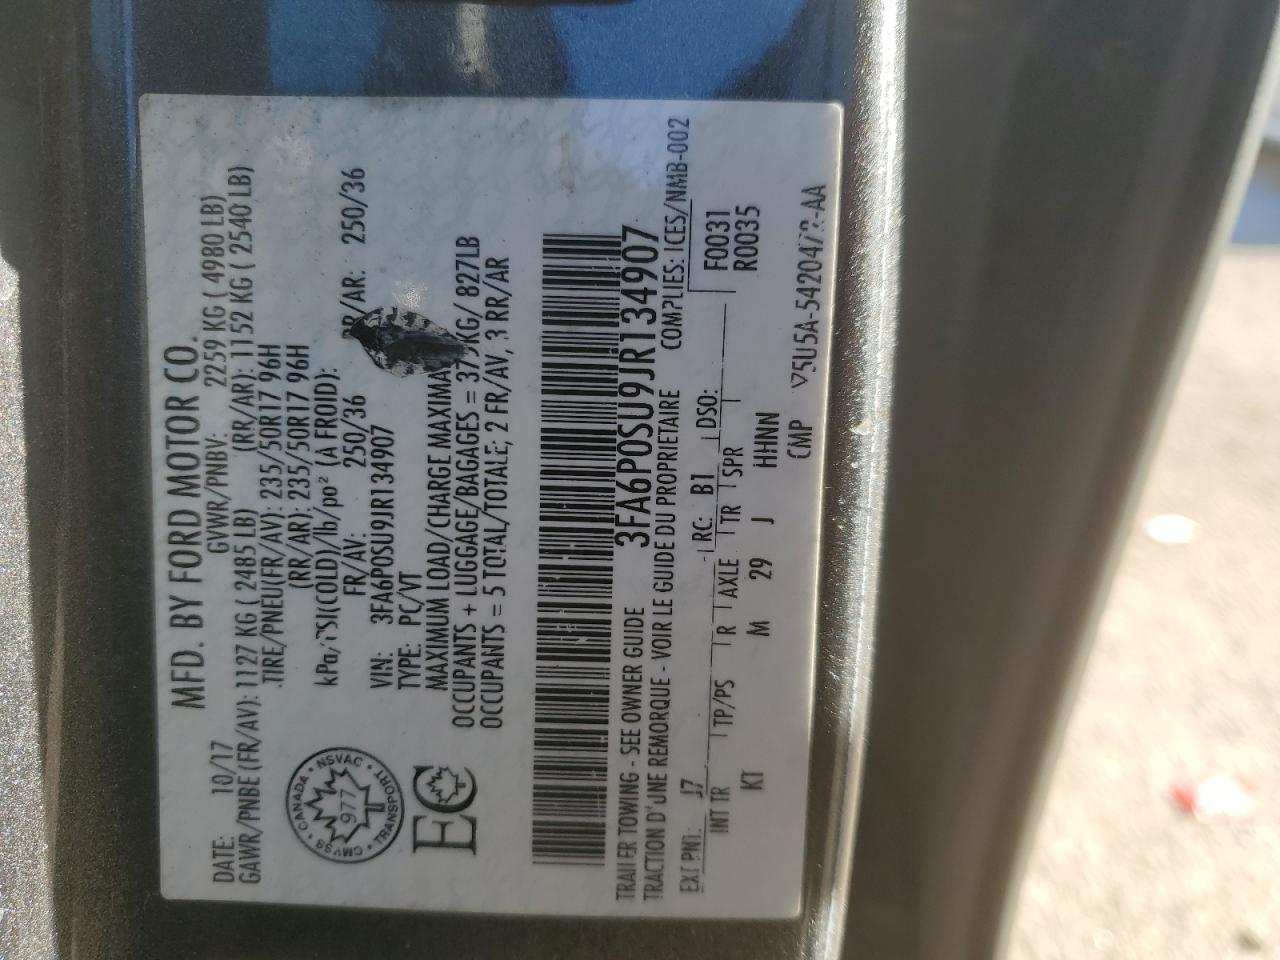 MFD. BY FORD MOTOR CO.
DATE: 10/17 GVWR/PNBV: 2259 KG ( 4980 LB)
GAWR/PNBE (FR/AV): 1127 KG ( 2485 LB) (RR/AR): 1152 KG ( 2540 LB)
TIRE/PNEU(FR/AV): 235/50R17 96H
(RR/AR): 235/50R17 96H
kPa/PSI(COLD)/lb/po² (À FROID):
FR/AV: 250/36 RR/AR: 250/36
VIN: 3FA6P0SU9JR134907
TYPE: PC/VT
MAXIMUM LOAD/CHARGE MAXIMA
OCCUPANTS + LUGGAGE/BAGAGES = 375KG/ 827LB
OCCUPANTS = 5 TOTAL/TOTALE; 2 FR/AV, 3 RR/AR
CANADA • NSVAC • TRANSPORT • CMVSS
977
EC
3FA6P0SU9JR134907
TRAILER TOWING - SEE OWNER GUIDE
TRACTION D'UNE REMORQUE - VOIR LE GUIDE DU PROPRIETAIRE
COMPLIES: ICES/NMB-002
EXT PNT: J7 RC: B1 DSO: F0031
R0035
INT TR TP/PS R AXLE TR SPR
KT M 29 J HHNN
CMP